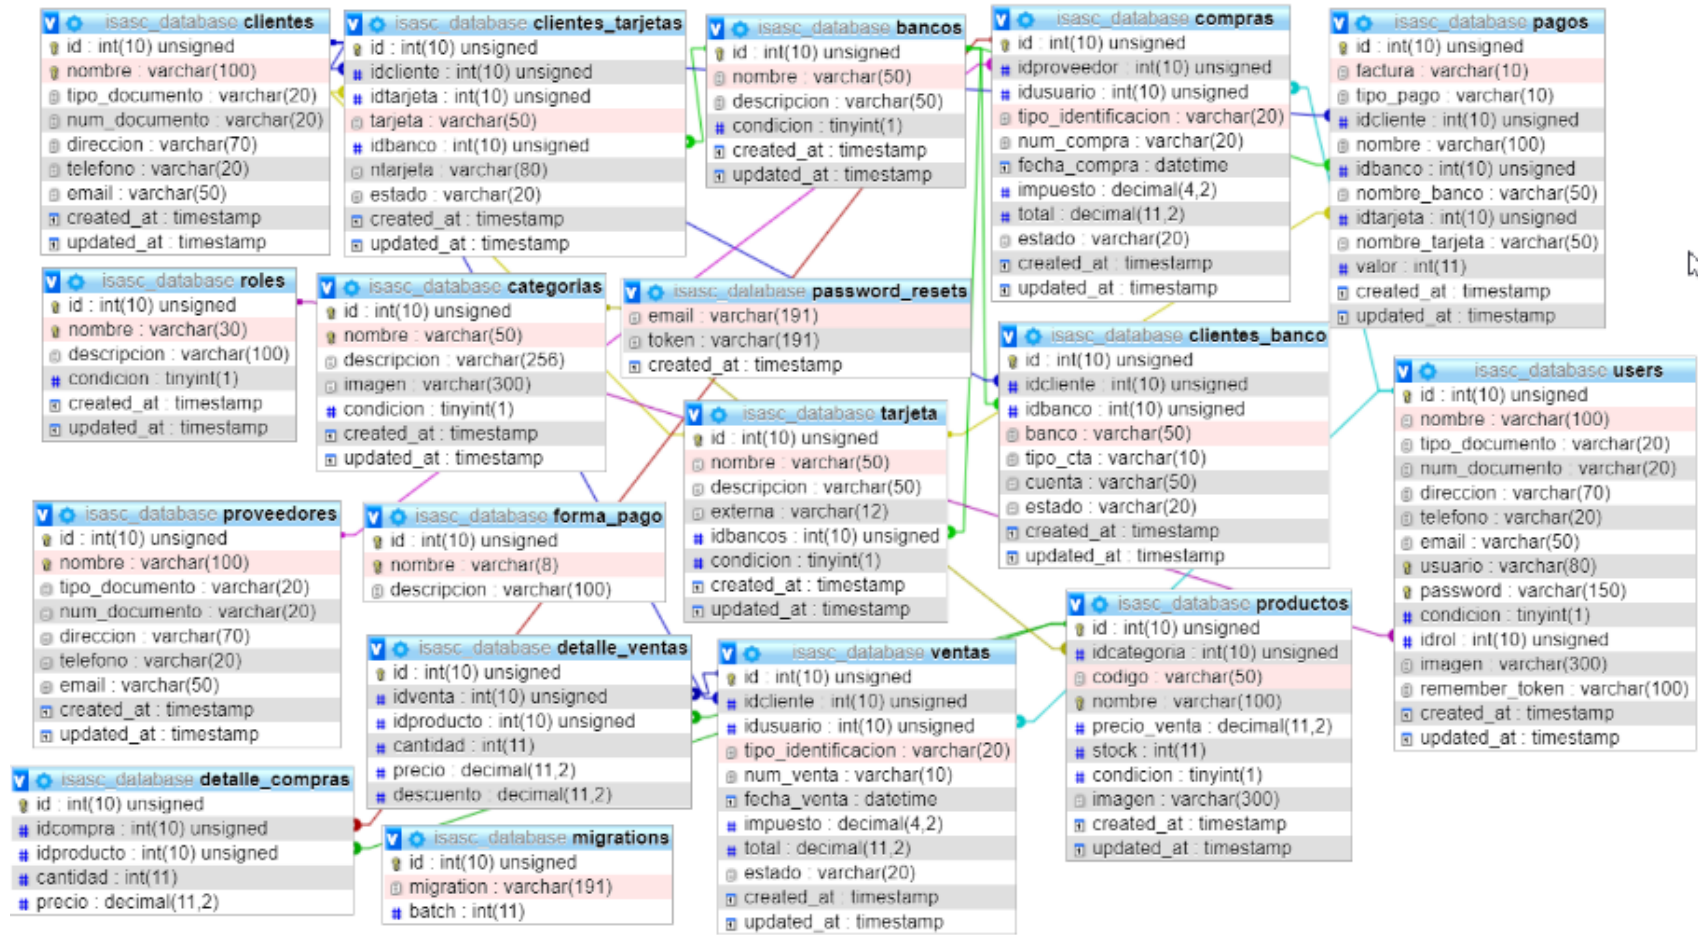 isasc_database clientes
id : int(10) unsigned
nombre : varchar(100)
tipo_documento : varchar(20)
num_documento : varchar(20)
direccion : varchar(70)
telefono : varchar(20)
email : varchar(50)
created_at : timestamp
updated_at : timestamp
isasc_database clientes_tarjetas
id : int(10) unsigned
idcliente : int(10) unsigned
idtarjeta : int(10) unsigned
tarjeta : varchar(50)
idbanco : int(10) unsigned
ntarjeta : varchar(80)
estado : varchar(20)
created_at : timestamp
updated_at : timestamp
isasc_database bancos
id : int(10) unsigned
nombre : varchar(50)
descripcion : varchar(50)
condicion : tinyint(1)
created_at : timestamp
updated_at : timestamp
isasc_database compras
id : int(10) unsigned
idproveedor : int(10) unsigned
idusuario : int(10) unsigned
tipo_identificacion : varchar(20)
num_compra : varchar(20)
fecha_compra : datetime
impuesto : decimal(4,2)
total : decimal(11,2)
estado : varchar(20)
created_at : timestamp
updated_at : timestamp
isasc_database pagos
id : int(10) unsigned
factura : varchar(10)
tipo_pago : varchar(10)
idcliente : int(10) unsigned
nombre : varchar(100)
idbanco : int(10) unsigned
nombre_banco : varchar(50)
idtarjeta : int(10) unsigned
nombre_tarjeta : varchar(50)
valor : int(11)
created_at : timestamp
updated_at : timestamp
isasc_database roles
id : int(10) unsigned
nombre : varchar(30)
descripcion : varchar(100)
condicion : tinyint(1)
created_at : timestamp
updated_at : timestamp
isasc_database categorias
id : int(10) unsigned
nombre : varchar(50)
descripcion : varchar(256)
imagen : varchar(300)
condicion : tinyint(1)
created_at : timestamp
updated_at : timestamp
isasc_database password_resets
email : varchar(191)
token : varchar(191)
created_at : timestamp
isasc_database clientes_banco
id : int(10) unsigned
idcliente : int(10) unsigned
idbanco : int(10) unsigned
banco : varchar(50)
tipo_cta : varchar(10)
cuenta : varchar(50)
estado : varchar(20)
created_at : timestamp
updated_at : timestamp
isasc_database users
id : int(10) unsigned
nombre : varchar(100)
tipo_documento : varchar(20)
num_documento : varchar(20)
direccion : varchar(70)
telefono : varchar(20)
email : varchar(50)
usuario : varchar(80)
password : varchar(150)
condicion : tinyint(1)
idrol : int(10) unsigned
imagen : varchar(300)
remember_token : varchar(100)
created_at : timestamp
updated_at : timestamp
isasc_database tarjeta
id : int(10) unsigned
nombre : varchar(50)
descripcion : varchar(50)
externa : varchar(12)
idbancos : int(10) unsigned
condicion : tinyint(1)
created_at : timestamp
updated_at : timestamp
isasc_database proveedores
id : int(10) unsigned
nombre : varchar(100)
tipo_documento : varchar(20)
num_documento : varchar(20)
direccion : varchar(70)
telefono : varchar(20)
email : varchar(50)
created_at : timestamp
updated_at : timestamp
isasc_database forma_pago
id : int(10) unsigned
nombre : varchar(8)
descripcion : varchar(100)
isasc_database productos
id : int(10) unsigned
idcategoria : int(10) unsigned
codigo : varchar(50)
nombre : varchar(100)
precio_venta : decimal(11,2)
stock : int(11)
condicion : tinyint(1)
imagen : varchar(300)
created_at : timestamp
updated_at : timestamp
isasc_database detalle_ventas
id : int(10) unsigned
idventa : int(10) unsigned
idproducto : int(10) unsigned
cantidad : int(11)
precio : decimal(11,2)
descuento : decimal(11,2)
isasc_database ventas
id : int(10) unsigned
idcliente : int(10) unsigned
idusuario : int(10) unsigned
tipo_identificacion : varchar(20)
num_venta : varchar(10)
fecha_venta : datetime
impuesto : decimal(4,2)
total : decimal(11,2)
estado : varchar(20)
created_at : timestamp
updated_at : timestamp
isasc_database detalle_compras
id : int(10) unsigned
idcompra : int(10) unsigned
idproducto : int(10) unsigned
cantidad : int(11)
precio : decimal(11,2)
isasc_database migrations
id : int(10) unsigned
migration : varchar(191)
batch : int(11)